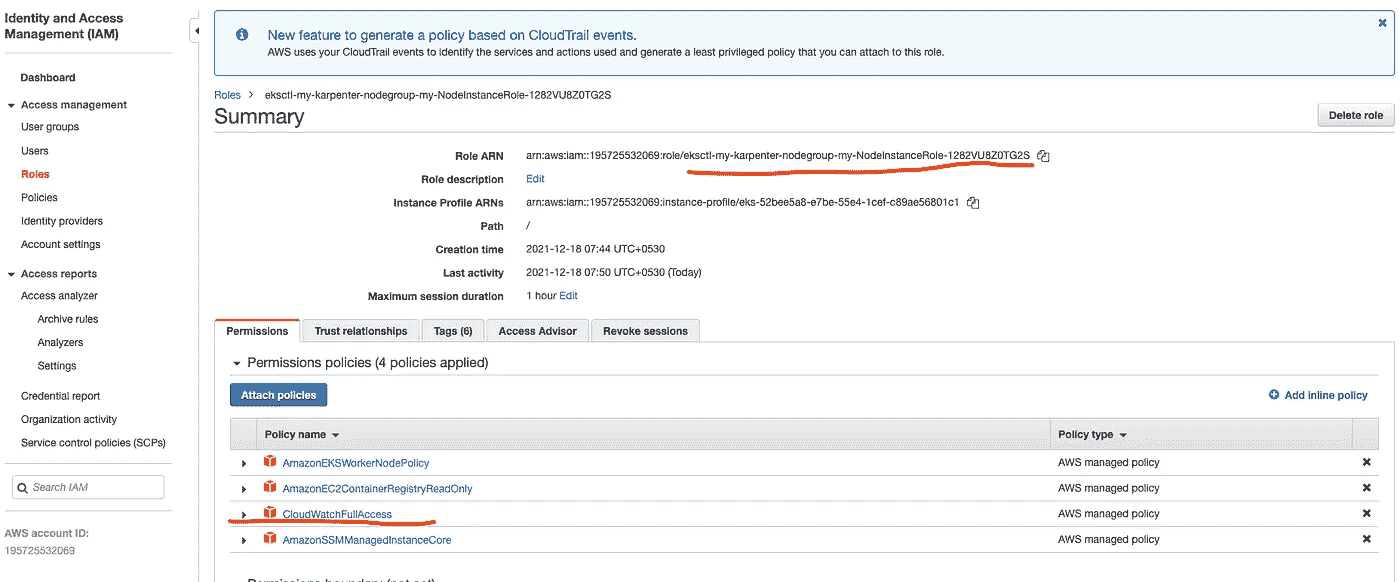 Identity and Access
Management (IAM)
Dashboard
Access management
User groups
Users
Roles
Policies
Identity providers
Account settings
Access reports
Access analyzer
Archive rules
Analyzers
Settings
Credential report
Organization activity
Service control policies (SCPs)
Search IAM
AWS account ID:
195725532069
New feature to generate a policy based on CloudTrail events.
AWS uses your CloudTrail events to identify the services and actions used and generate a least privileged policy that you can attach to this role.
Roles > eksctl-my-karpenter-nodegroup-my-NodeInstanceRole-1282VU8Z0TG2S
Summary
Delete role
Role ARN arn:aws:iam::195725532069:role/eksctl-my-karpenter-nodegroup-my-NodeInstanceRole-1282VU8Z0TG2S
Role description Edit
Instance Profile ARNs arn:aws:iam::195725532069:instance-profile/eks-52bee5a8-e7be-55e4-1cef-c89ae56801c1
Path /
Creation time 2021-12-18 07:44 UTC+0530
Last activity 2021-12-18 07:50 UTC+0530 (Today)
Maximum session duration 1 hour Edit
Permissions Trust relationships Tags (6) Access Advisor Revoke sessions
Permissions policies (4 policies applied)
Attach policies Add inline policy
Policy name Policy type
AmazonEKSWorkerNodePolicy AWS managed policy
AmazonEC2ContainerRegistryReadOnly AWS managed policy
CloudWatchFullAccess AWS managed policy
AmazonSSMManagedInstanceCore AWS managed policy
Permissions boundary (not set)